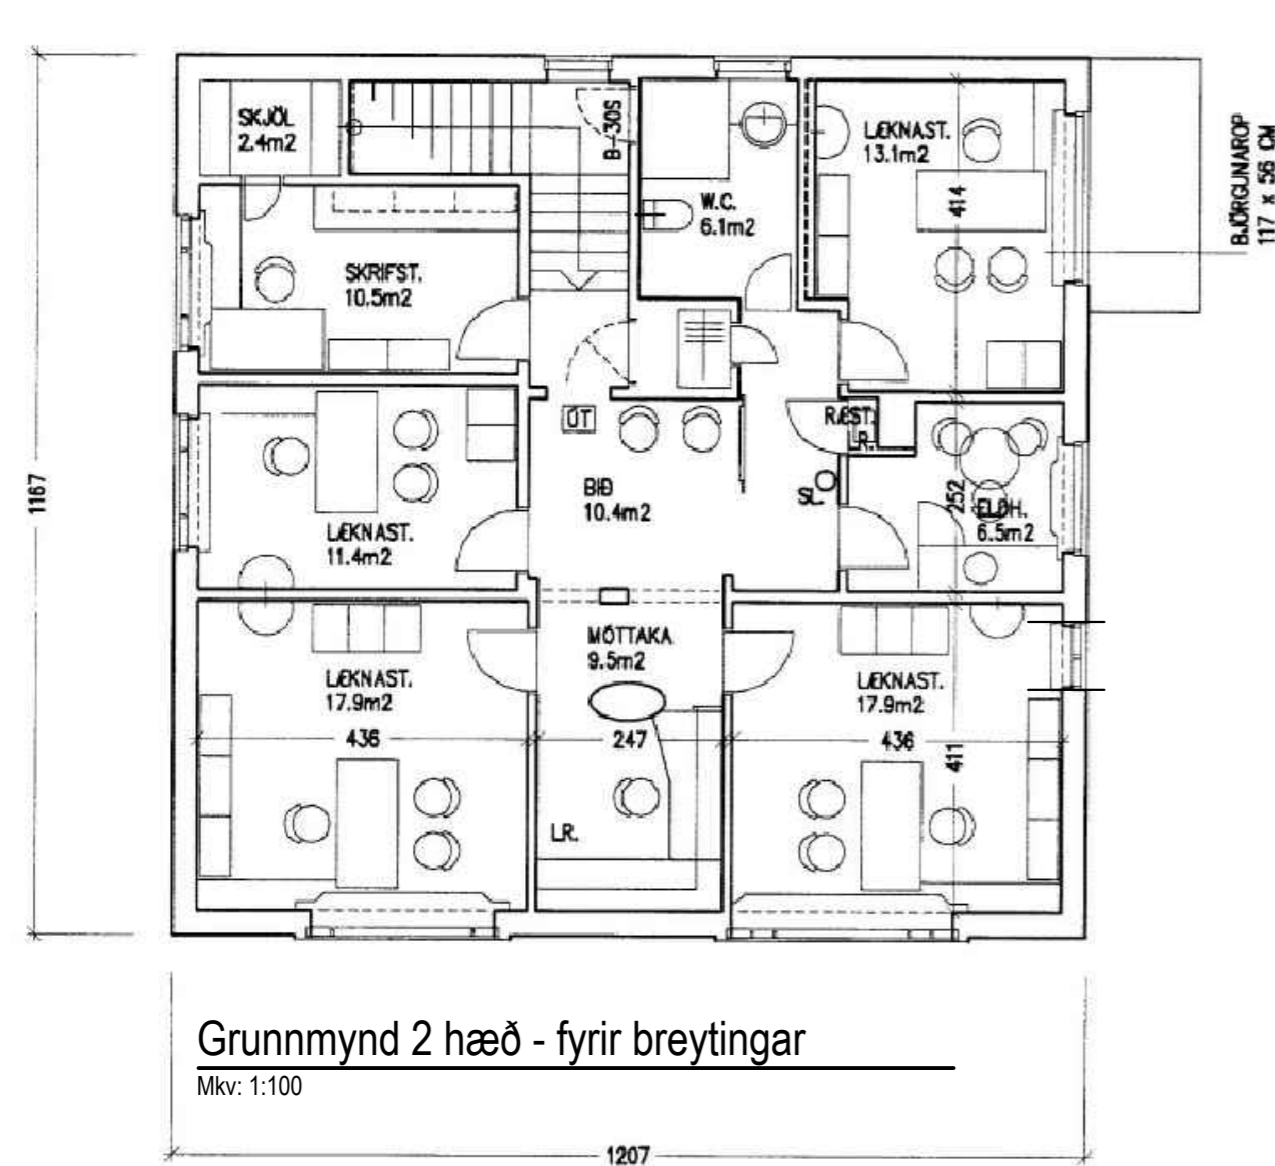 SKJÖL
2.4m2
B-30S
W.C.
6.1m2
LÆKNAST.
13.1m2
414
BJÖRGUNAROP
117 x 56 CM
SKRIFST.
10.5m2
1167
ÚT
RÆST.
R.
BIÐ
10.4m2
SL.
252
ELDH.
6.5m2
LÆKNAST.
11.4m2
MÓTTAKA
9.5m2
LÆKNAST.
17.9m2
LÆKNAST.
17.9m2
436
247
436
411
LR.
Grunnmynd 2 hæð - fyrir breytingar
Mkv: 1:100
1207